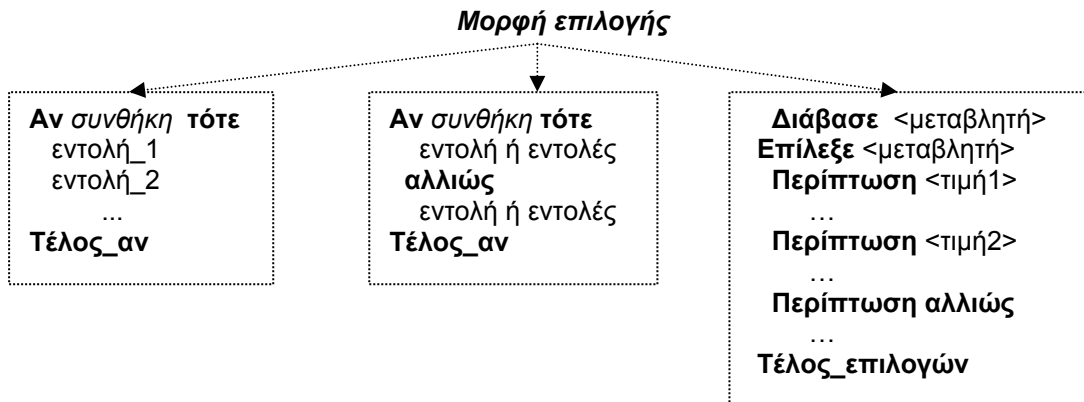 Μορφή επιλογής
Αν συνθήκη τότε
εντολή_1
εντολή_2
...
Τέλος_αν
Αν συνθήκη τότε
εντολή ή εντολές
αλλιώς
εντολή ή εντολές
Τέλος_αν
Διάβασε <μεταβλητή>
Επίλεξε <μεταβλητή>
Περίπτωση <τιμή1>
…
Περίπτωση <τιμή2>
…
Περίπτωση αλλιώς
…
Τέλος_επιλογών